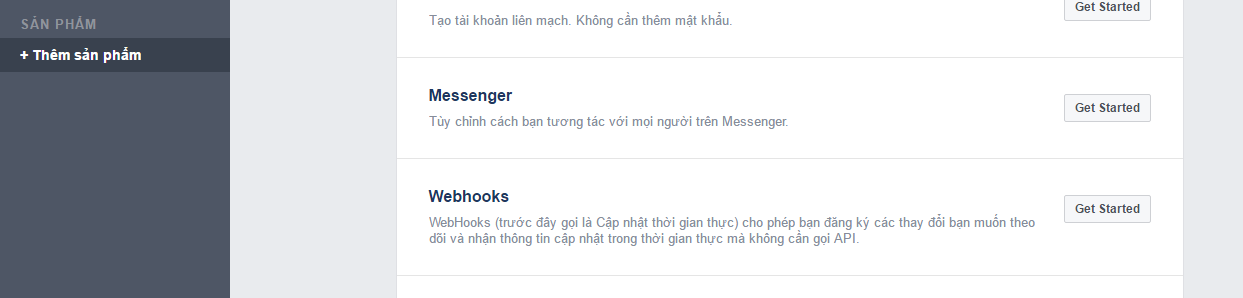 SẢN PHẨM
+ Thêm sản phẩm
Tạo tài khoản liên mạch. Không cần thêm mật khẩu.
Get Started
Messenger
Tùy chỉnh cách bạn tương tác với mọi người trên Messenger.
Get Started
Webhooks
WebHooks (trước đây gọi là Cập nhật thời gian thực) cho phép bạn đăng ký các thay đổi bạn muốn theo
dõi và nhận thông tin cập nhật trong thời gian thực mà không cần gọi API.
Get Started